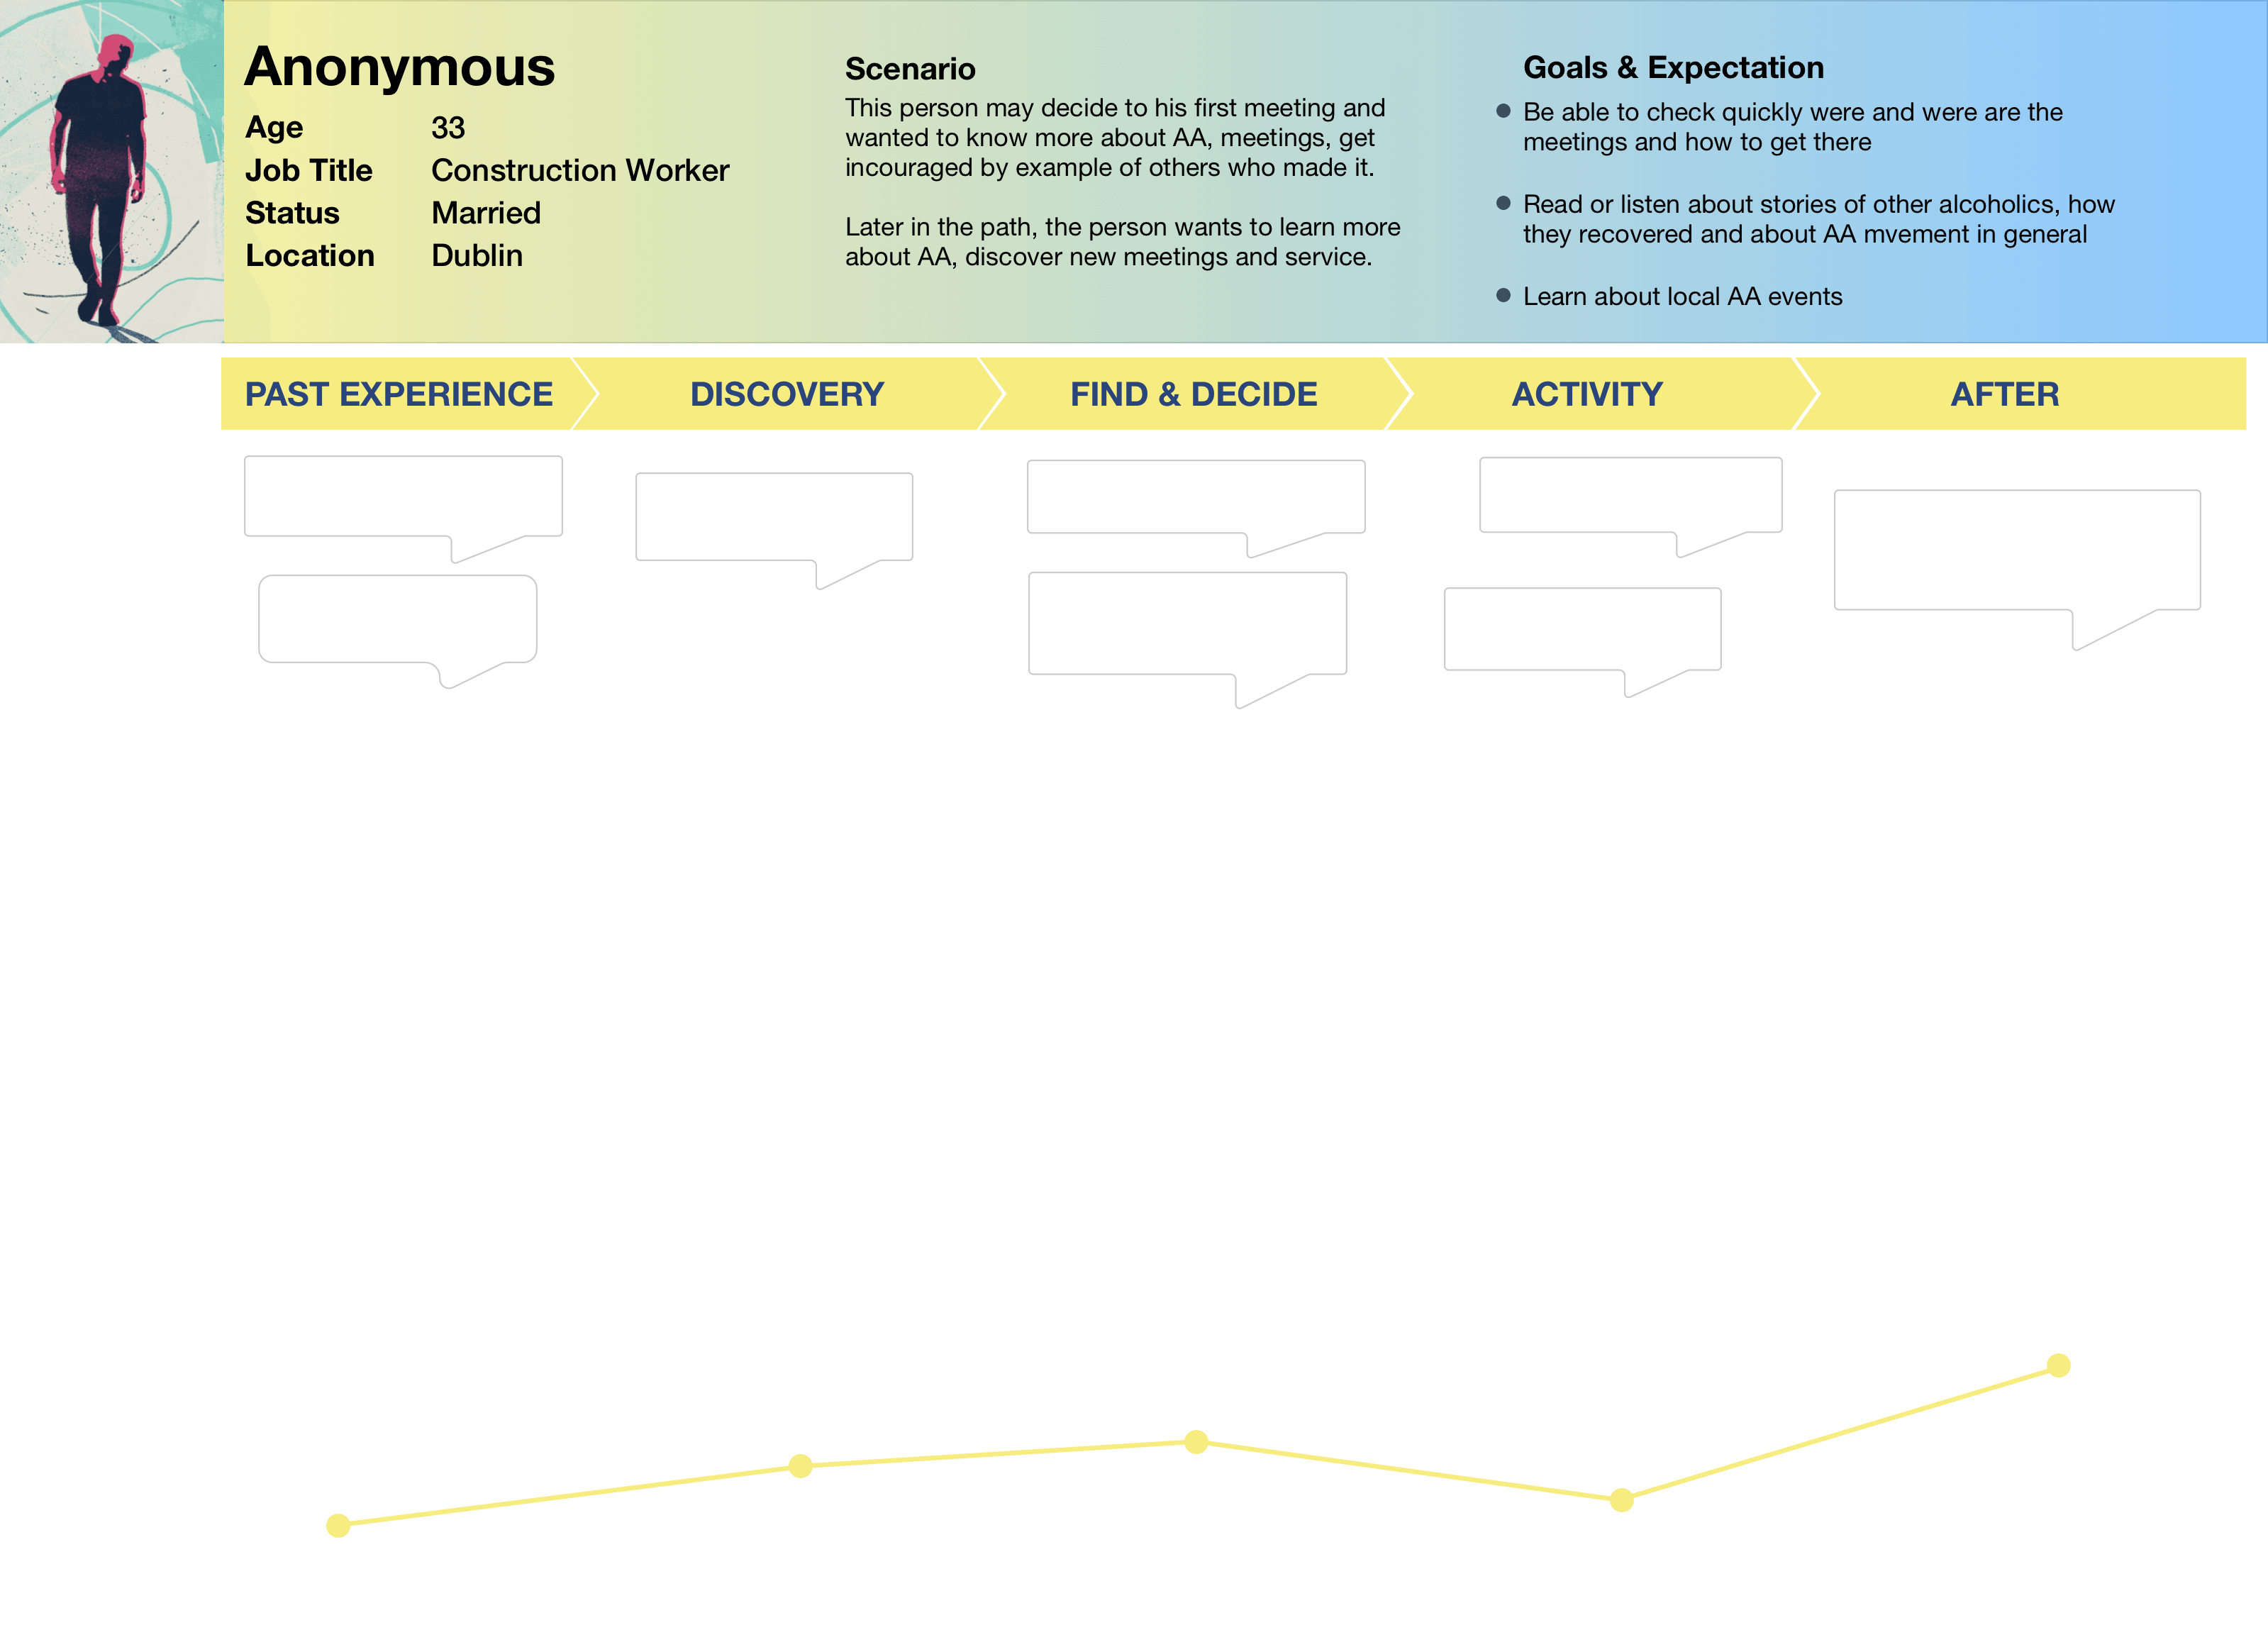 Anonymous
Age 33
Job Title Construction Worker
Status Married
Location Dublin
Scenario
This person may decide to his first meeting and
wanted to know more about AA, meetings, get
incouraged by example of others who made it.
Later in the path, the person wants to learn more
about AA, discover new meetings and service.
Goals & Expectation
Be able to check quickly were and were are the
meetings and how to get there
Read or listen about stories of other alcoholics, how
they recovered and about AA mvement in general
Learn about local AA events
PAST EXPERIENCE
DISCOVERY
FIND & DECIDE
ACTIVITY
AFTER